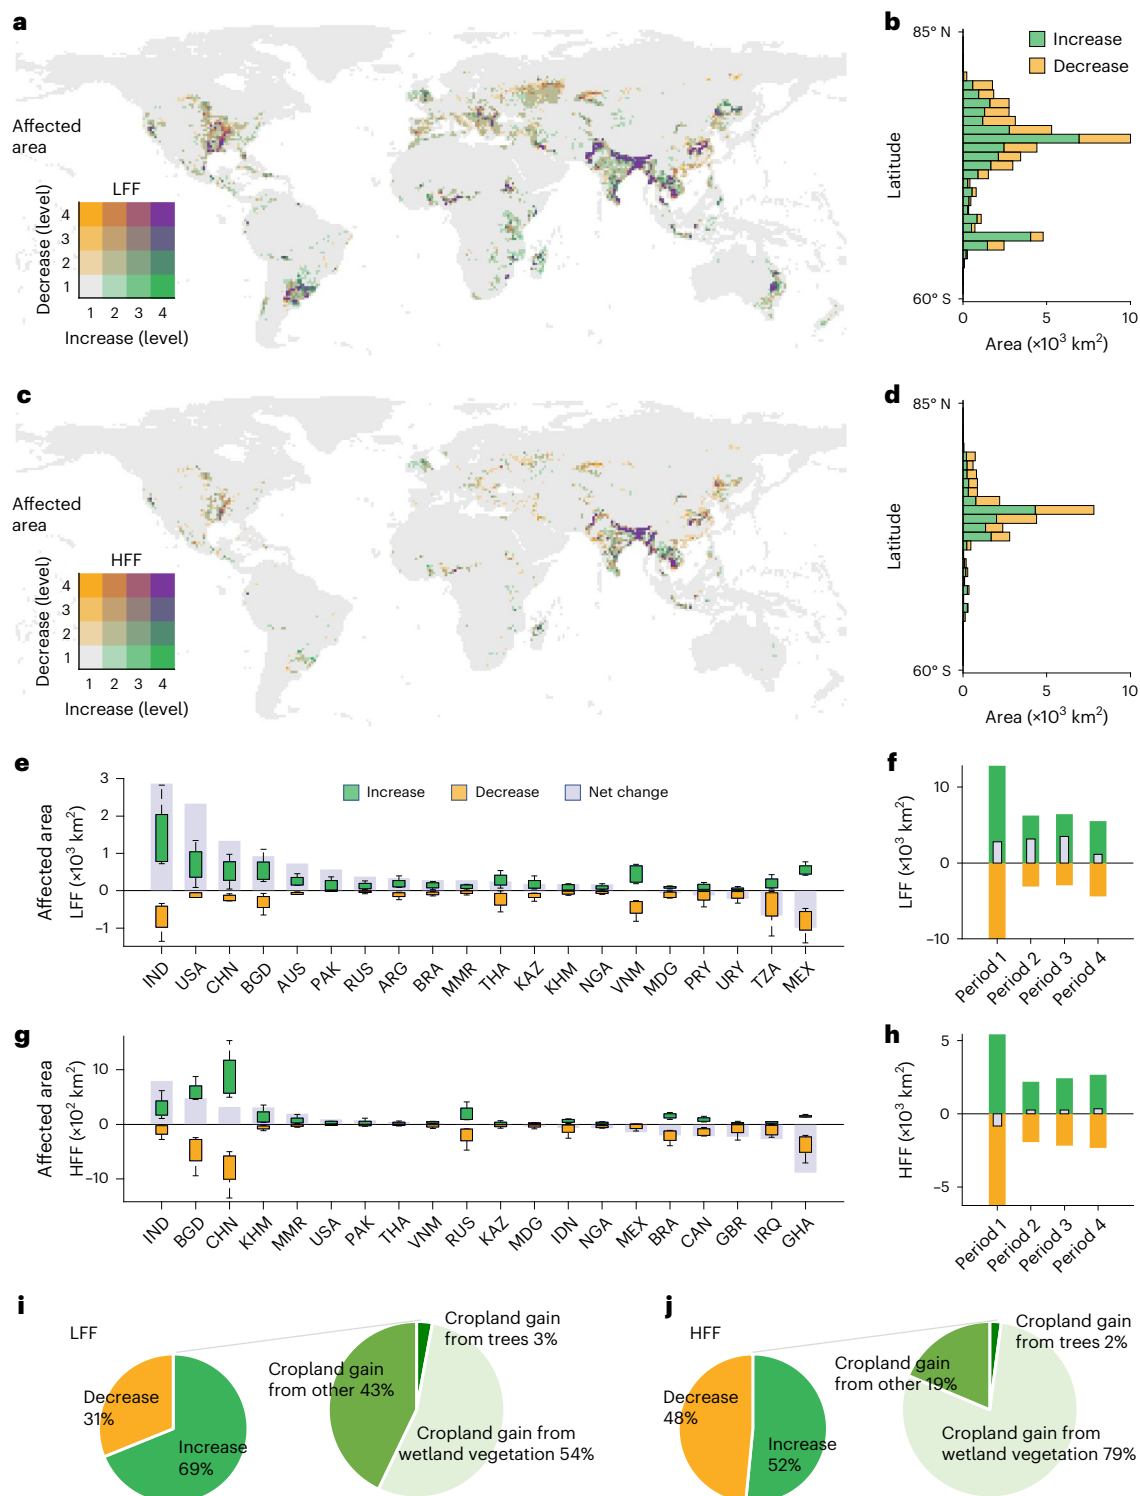 a
Affected
area
LFF
Decrease (level)
4
3
2
1
1 2 3 4
Increase (level)
b
85° N
Increase
Decrease
Latitude
60° S
0 5 10
Area (×10³ km²)
c
Affected
area
HFF
Decrease (level)
4
3
2
1
1 2 3 4
Increase (level)
d
85° N
Latitude
60° S
0 5 10
Area (×10³ km²)
e
Affected area
LFF (×10³ km²)
3
2
1
0
−1
Increase Decrease Net change
IND USA CHN BGD AUS PAK RUS ARG BRA MMR THA KAZ KHM NGA VNM MDG PRY URY TZA MEX
f
LFF (×10³ km²)
10
0
−10
Period 1 Period 2 Period 3 Period 4
g
Affected area
HFF (×10² km²)
10
0
−10
IND BGD CHN KHM MMR USA PAK THA VNM RUS KAZ MDG IDN NGA MEX BRA CAN GBR IRQ GHA
h
HFF (×10³ km²)
5
0
−5
Period 1 Period 2 Period 3 Period 4
i
LFF
Decrease
31%
Increase
69%
Cropland gain
from trees 3%
Cropland gain
from other 43%
Cropland gain from
wetland vegetation 54%
j
HFF
Decrease
48%
Increase
52%
Cropland gain
from trees 2%
Cropland gain
from other 19%
Cropland gain from
wetland vegetation 79%